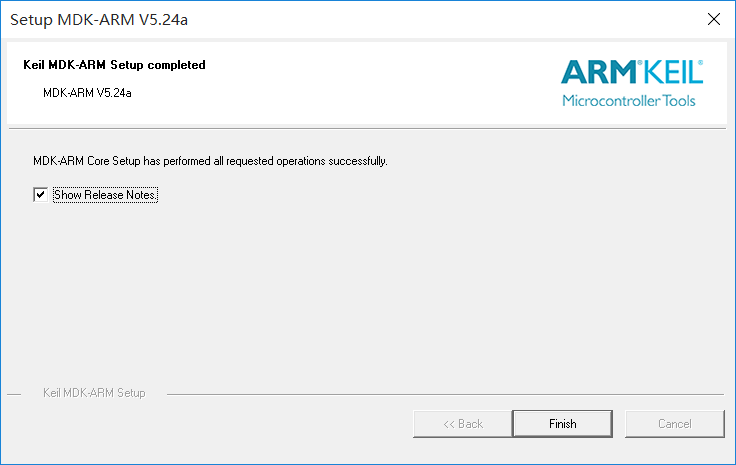 Setup MDK-ARM V5.24a
Keil MDK-ARM Setup completed
MDK-ARM V5.24a
ARM®KEIL®
Microcontroller Tools
MDK-ARM Core Setup has performed all requested operations successfully.
Show Release Notes.
Keil MDK-ARM Setup
<< Back
Finish
Cancel